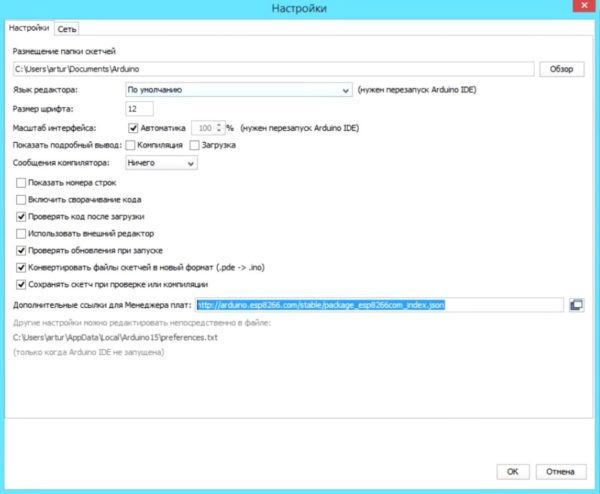 Настройки
Настройки Сеть
Размещение папки скетчей
C:\Users\artur\Documents\Arduino Обзор
Язык редактора: По умолчанию (нужен перезапуск Arduino IDE)
Размер шрифта: 12
Масштаб интерфейса: Автоматика 100 % (нужен перезапуск Arduino IDE)
Показать подробный вывод: Компиляция Загрузка
Сообщения компилятора: Ничего
Показать номера строк
Включить сворачивание кода
Проверять код после загрузки
Использовать внешний редактор
Проверять обновления при запуске
Конвертировать файлы скетчей в новый формат (.pde -> .ino)
Сохранять скетч при проверке или компиляции
Дополнительные ссылки для Менеджера плат: http://arduino.esp8266.com/stable/package_esp8266com_index.json
Другие настройки можно редактировать непосредственно в файле:
C:\Users\artur\AppData\Local\Arduino15\preferences.txt
(только когда Arduino IDE не запущена)
OK Отмена